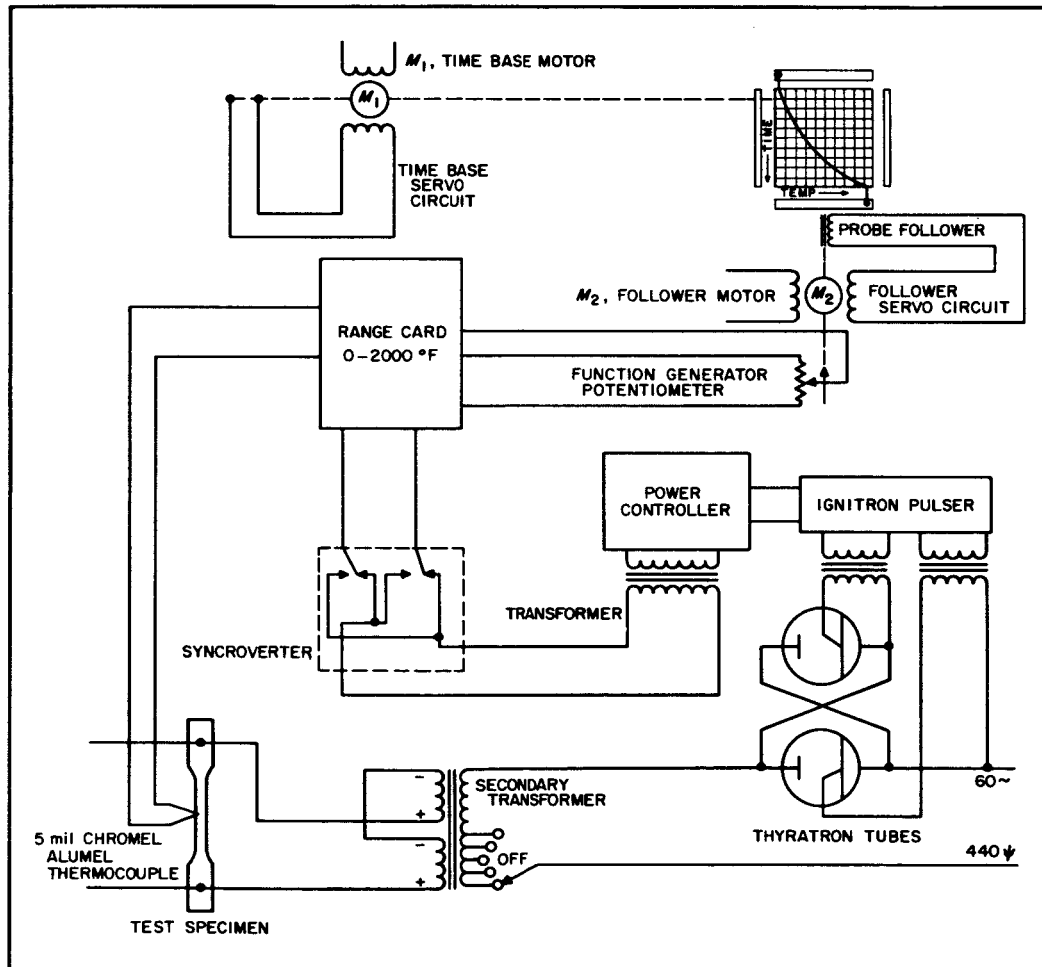 M₁, TIME BASE MOTOR
M₁
TIME BASE
SERVO
CIRCUIT
TIME
TEMP
PROBE FOLLOWER
M₂, FOLLOWER MOTOR
M₂
FOLLOWER
SERVO CIRCUIT
RANGE CARD
0–2000 °F
FUNCTION GENERATOR
POTENTIOMETER
POWER
CONTROLLER
IGNITRON PULSER
TRANSFORMER
SYNCROVERTER
–
+
–
+
SECONDARY
TRANSFORMER
OFF
60~
THYRATRON TUBES
440 ψ
5 mil CHROMEL
ALUMEL
THERMOCOUPLE
TEST SPECIMEN